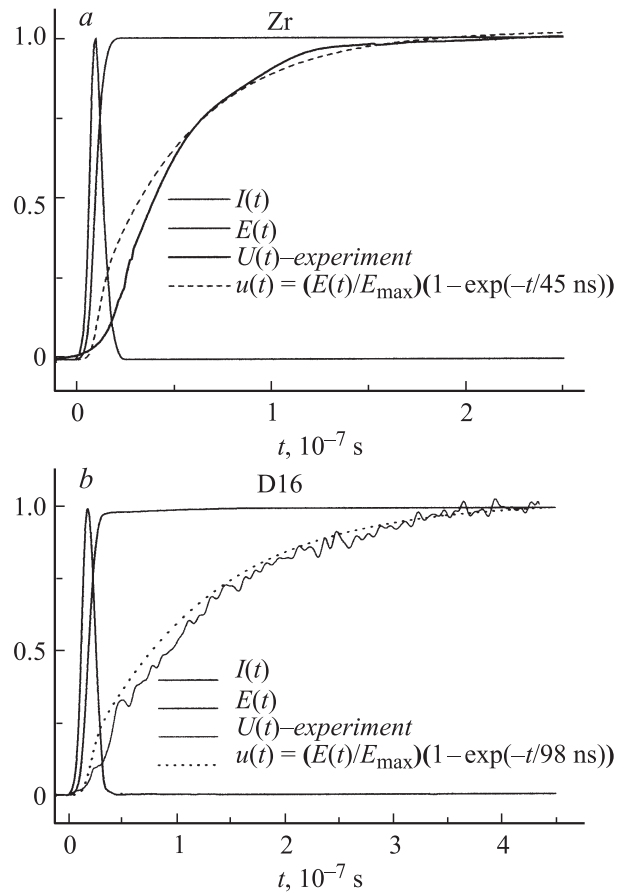 a Zr
1.0
0.5
0
I(t)
E(t)
U(t)–experiment
u(t) = (E(t)/Emax)(1–exp(–t/45 ns))
0 1 2
t, 10⁻⁷ s
b D16
1.0
0.5
0
I(t)
E(t)
U(t)–experiment
u(t) = (E(t)/Emax)(1–exp(–t/98 ns))
0 1 2 3 4
t, 10⁻⁷ s